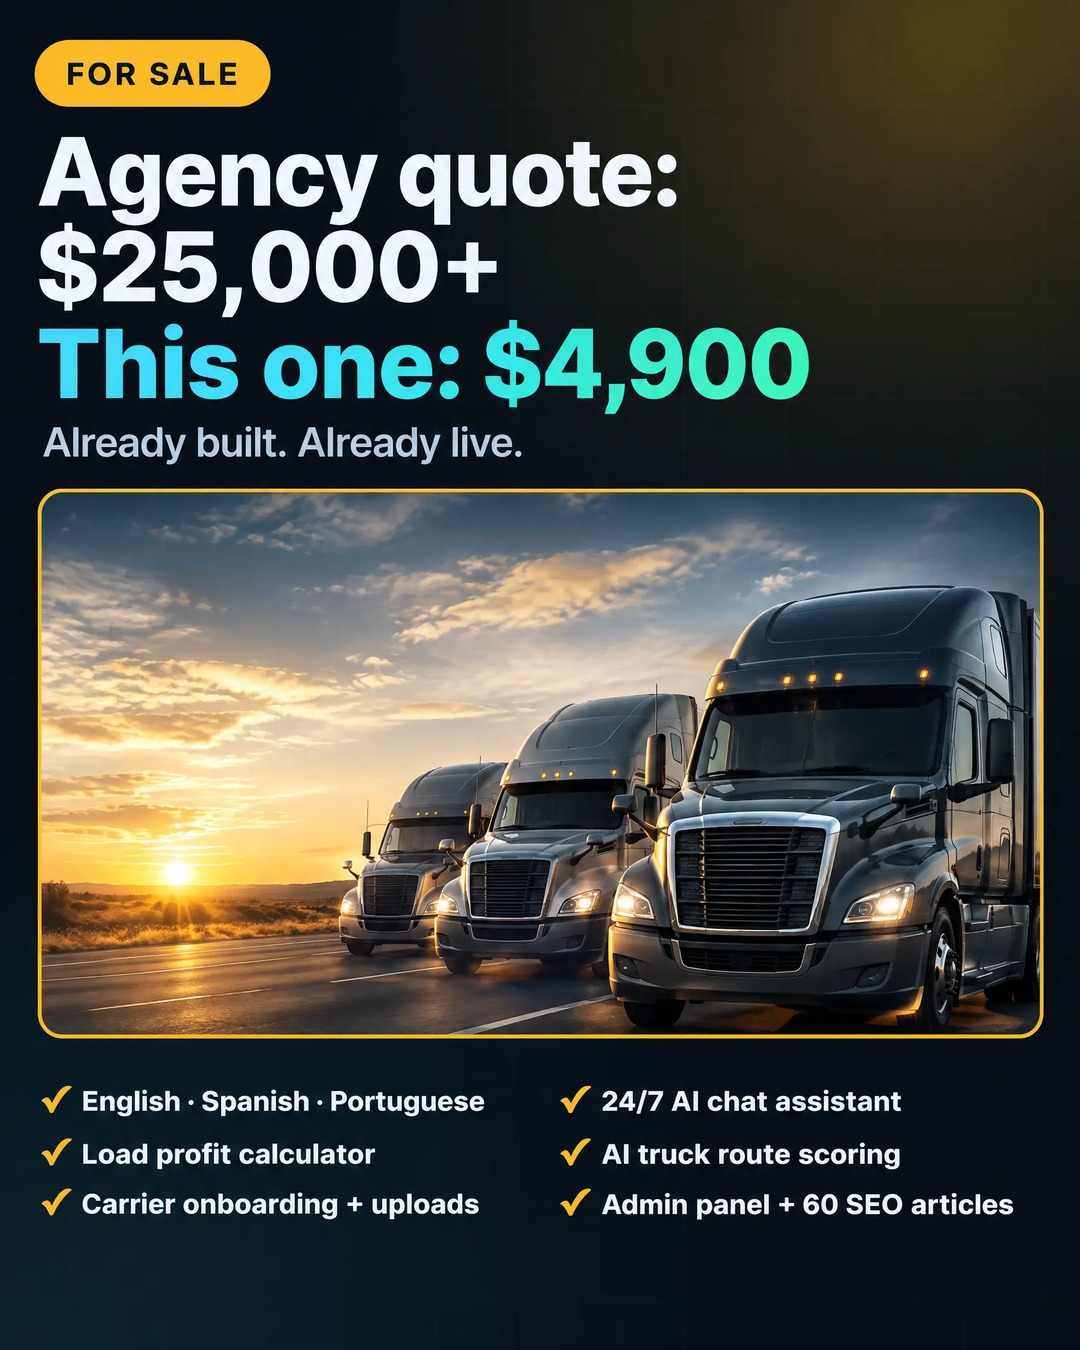 FOR SALE
Agency quote:
$25,000+
This one: $4,900
Already built. Already live.
✓ English · Spanish · Portuguese
✓ Load profit calculator
✓ Carrier onboarding + uploads
✓ 24/7 AI chat assistant
✓ AI truck route scoring
✓ Admin panel + 60 SEO articles